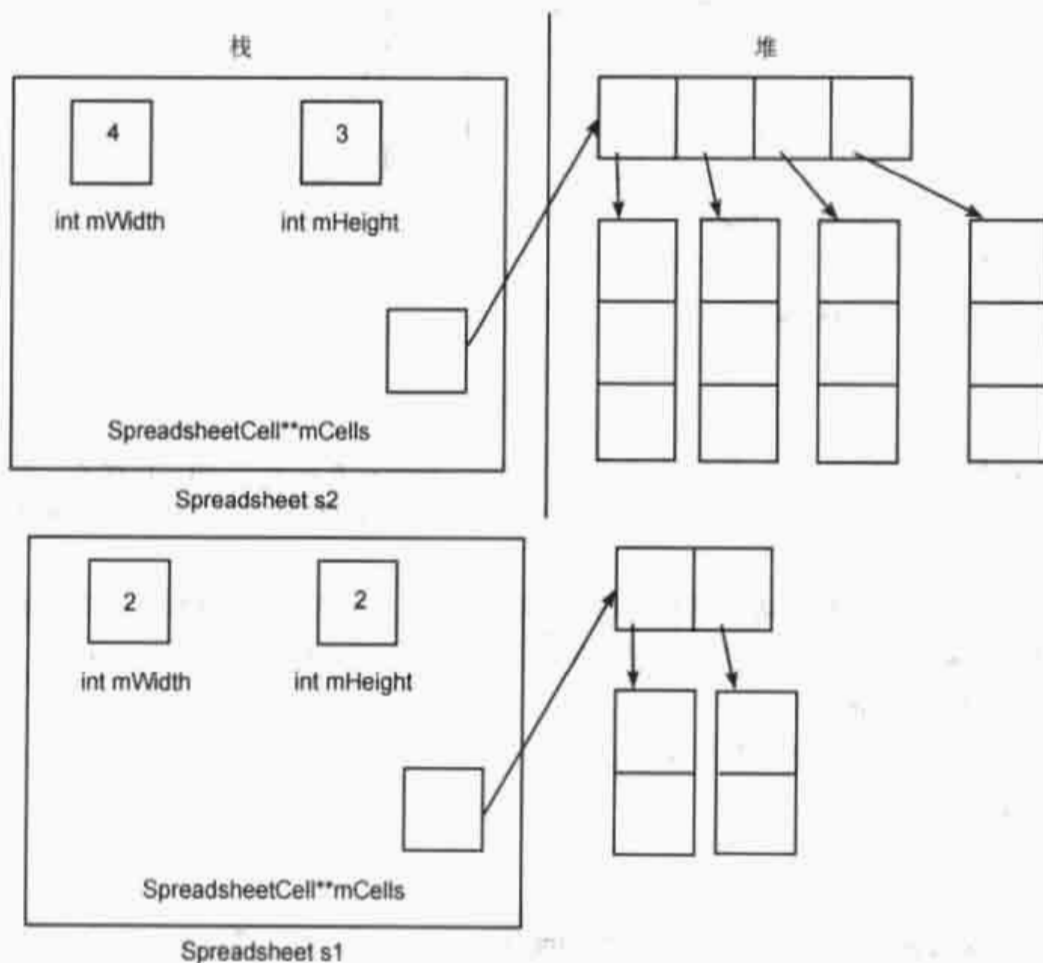 栈 堆
4 3
int mWidth int mHeight
SpreadsheetCell**mCells
Spreadsheet s2
2 2
int mWidth int mHeight
SpreadsheetCell**mCells
Spreadsheet s1